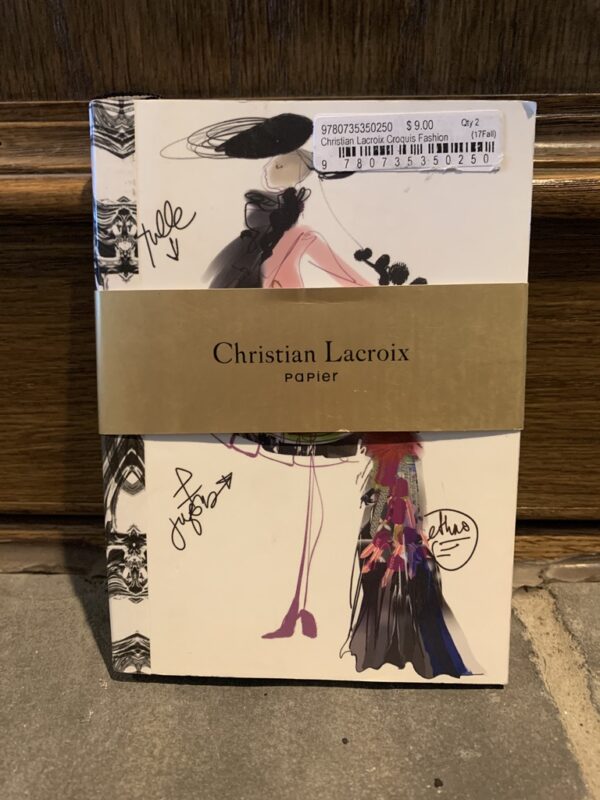 9780735350250 $ 9.00 Qty 2
Christian Lacroix Croquis Fashion (17Fall)
9 780735 350250
tulle
Christian Lacroix
PaPier